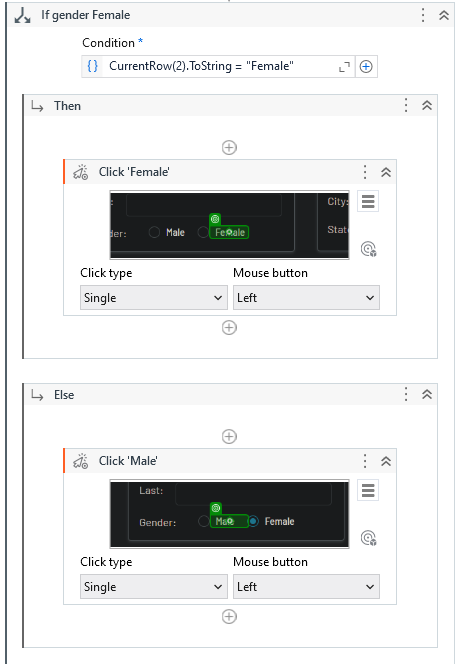 If gender Female
Condition *
{ } CurrentRow(2).ToString = "Female"
Then
Click 'Female'
City:
der: Male Female State
Click type Mouse button
Single Left
Else
Click 'Male'
Last:
Gender: Male Female
Click type Mouse button
Single Left